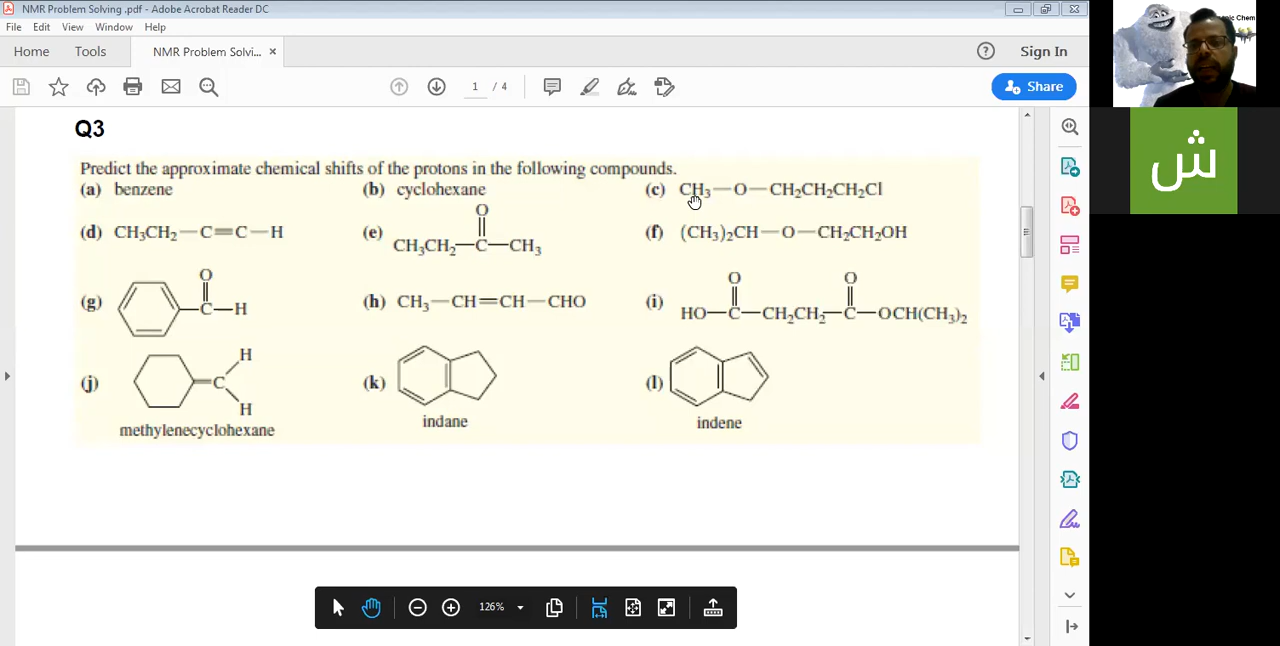 NMR Problem Solving .pdf - Adobe Acrobat Reader DC
File Edit View Window Help
Home Tools NMR Problem Solvi... ×
Sign In
1 / 4
Share
Q3
Predict the approximate chemical shifts of the protons in the following compounds.
(a) benzene (b) cyclohexane (c) CH₃—O—CH₂CH₂CH₂Cl
(d) CH₃CH₂—C≡C—H (e) CH₃CH₂—C(=O)—CH₃ (f) (CH₃)₂CH—O—CH₂CH₂OH
(g) O C—H (h) CH₃—CH=CH—CHO (i) HO—C(=O)—CH₂CH₂—C(=O)—OCH(CH₃)₂
(j) H C H (k) (l)
methylenecyclohexane indane indene
126%
ش